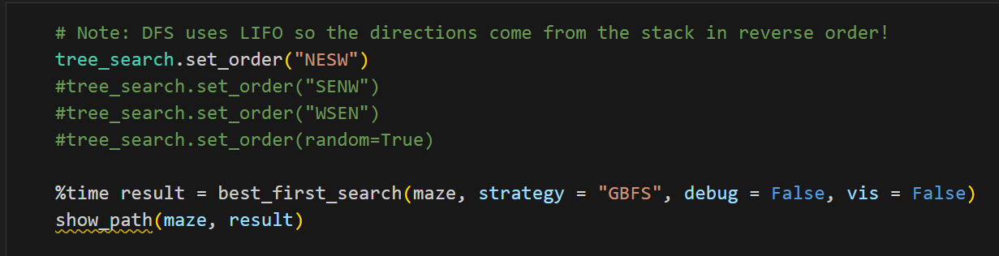 # Note: DFS uses LIFO so the directions come from the stack in reverse order!
tree_search.set_order("NESW")
#tree_search.set_order("SENW")
#tree_search.set_order("WSEN")
#tree_search.set_order(random=True)
%time result = best_first_search(maze, strategy = "GBFS", debug = False, vis = False)
show_path(maze, result)